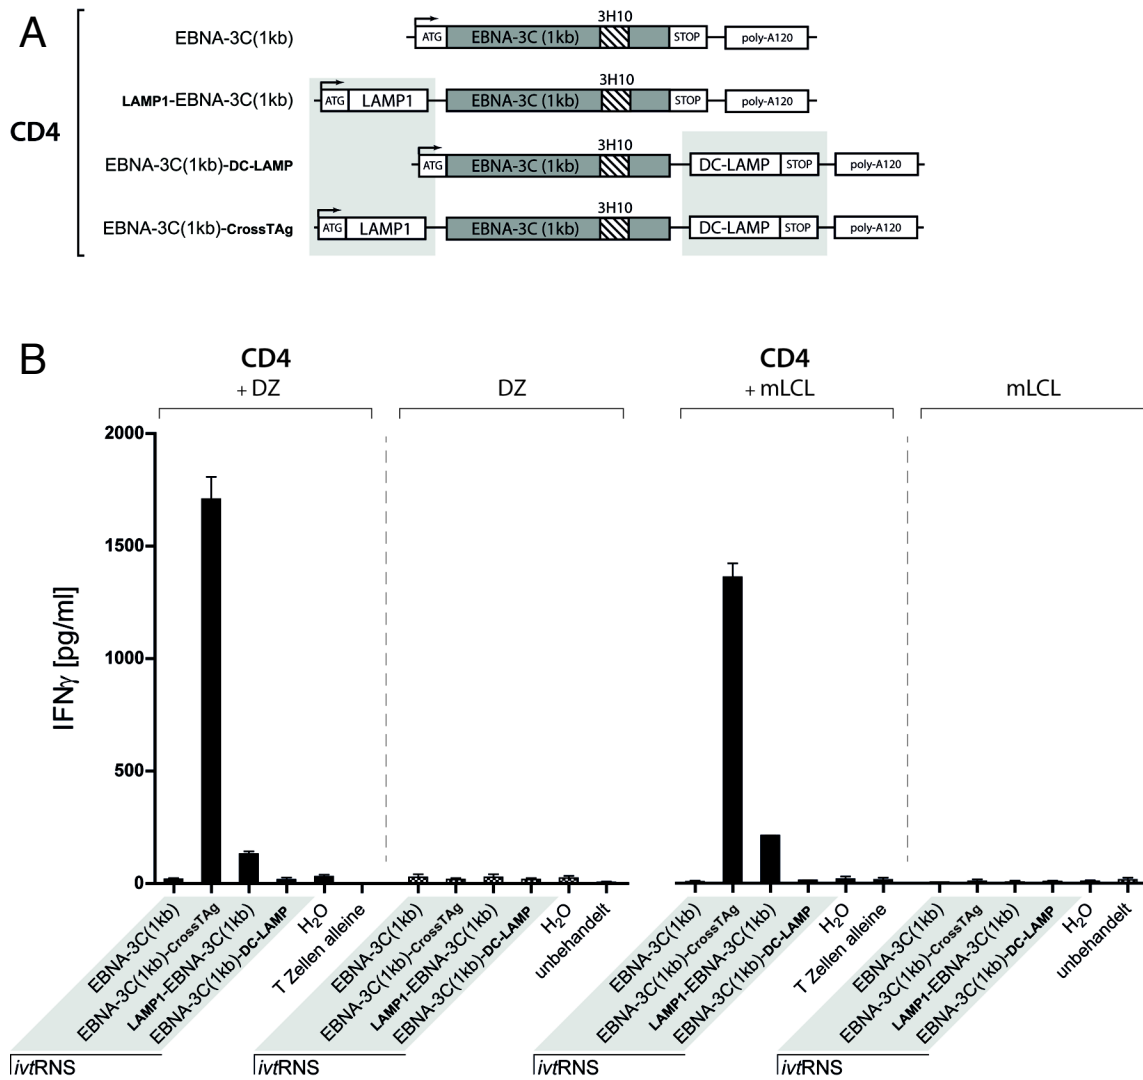 A
CD4
EBNA-3C(1kb)
3H10
ATG EBNA-3C (1kb) STOP poly-A120
LAMP1-EBNA-3C(1kb)
3H10
ATG LAMP1 EBNA-3C (1kb) STOP poly-A120
EBNA-3C(1kb)-DC-LAMP
3H10
ATG EBNA-3C (1kb) DC-LAMP STOP poly-A120
EBNA-3C(1kb)-CrossTAg
3H10
ATG LAMP1 EBNA-3C (1kb) DC-LAMP STOP poly-A120
B
CD4 CD4
+ DZ DZ + mLCL mLCL
IFNγ [pg/ml]
2000
1500
1000
500
0
EBNA-3C(1kb)
EBNA-3C(1kb)-CrossTAg
LAMP1-EBNA-3C(1kb)
EBNA-3C(1kb)-DC-LAMP
H2O
T Zellen alleine
ivtRNS
EBNA-3C(1kb)
EBNA-3C(1kb)-CrossTAg
LAMP1-EBNA-3C(1kb)
EBNA-3C(1kb)-DC-LAMP
H2O
unbehandelt
ivtRNS
EBNA-3C(1kb)
EBNA-3C(1kb)-CrossTAg
LAMP1-EBNA-3C(1kb)
EBNA-3C(1kb)-DC-LAMP
H2O
T Zellen alleine
ivtRNS
EBNA-3C(1kb)
EBNA-3C(1kb)-CrossTAg
LAMP1-EBNA-3C(1kb)
EBNA-3C(1kb)-DC-LAMP
H2O
unbehandelt
ivtRNS